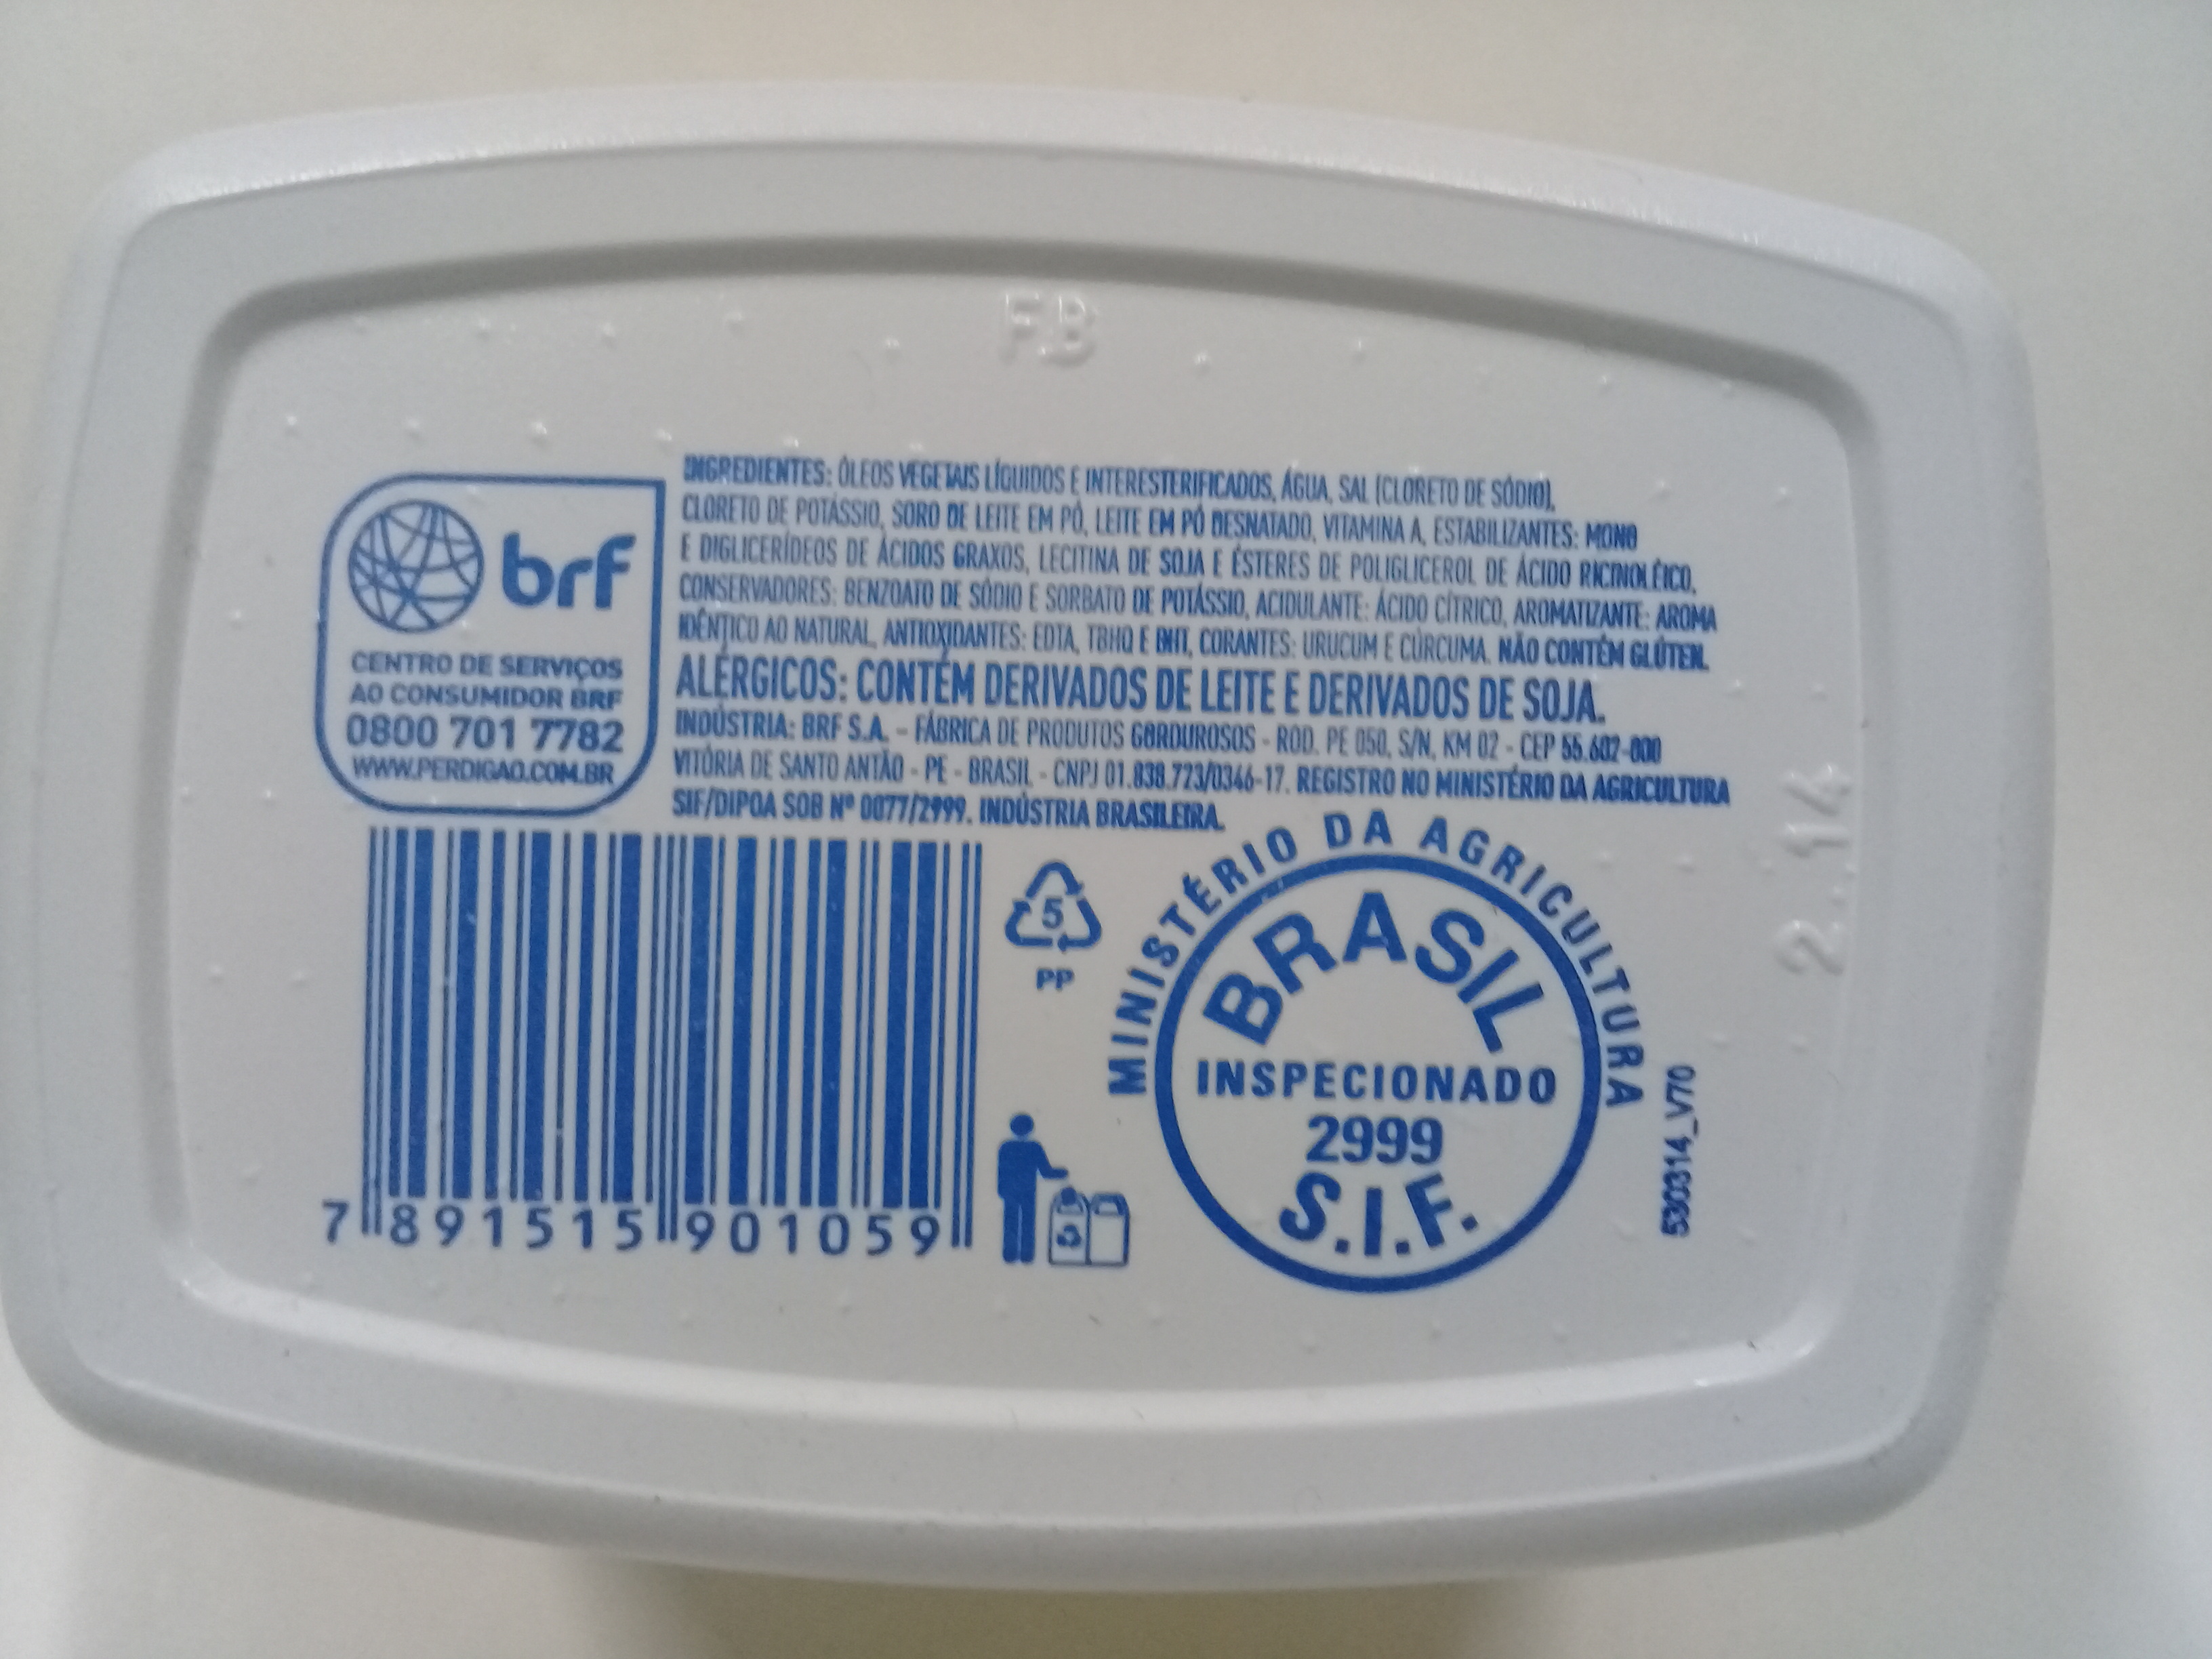 FB
INGREDIENTES: ÓLEOS VEGETAIS LÍQUIDOS E INTERESTERIFICADOS, ÁGUA, SAL (CLORETO DE SÓDIO),
CLORETO DE POTÁSSIO, SORO DE LEITE EM PÓ, LEITE EM PÓ DESNATADO, VITAMINA A, ESTABILIZANTES: MONO
E DIGLICERÍDEOS DE ÁCIDOS GRAXOS, LECITINA DE SOJA E ÉSTERES DE POLIGLICEROL DE ÁCIDO RICINOLÉICO,
CONSERVADORES: BENZOATO DE SÓDIO E SORBATO DE POTÁSSIO, ACIDULANTE: ÁCIDO CÍTRICO, AROMATIZANTE: AROMA
IDÊNTICO AO NATURAL, ANTIOXIDANTES: EDTA, TBHQ E BHT, CORANTES: URUCUM E CÚRCUMA. NÃO CONTÉM GLÚTEN.
ALÉRGICOS: CONTÉM DERIVADOS DE LEITE E DERIVADOS DE SOJA.
INDÚSTRIA: BRF S.A. - FÁBRICA DE PRODUTOS GORDUROSOS - ROD. PE 050, S/N, KM 02 - CEP 55.602-000
VITÓRIA DE SANTO ANTÃO - PE - BRASIL - CNPJ 01.838.723/0346-17. REGISTRO NO MINISTÉRIO DA AGRICULTURA
SIF/DIPOA SOB Nº 0077/2999. INDÚSTRIA BRASILEIRA.
brf
CENTRO DE SERVIÇOS
AO CONSUMIDOR BRF
0800 701 7782
WWW.PERDIGAO.COM.BR
7 891515 901059
5
PP
MINISTÉRIO DA AGRICULTURA
BRASIL
INSPECIONADO
2999
S.I.F.
530314_V70
2..14